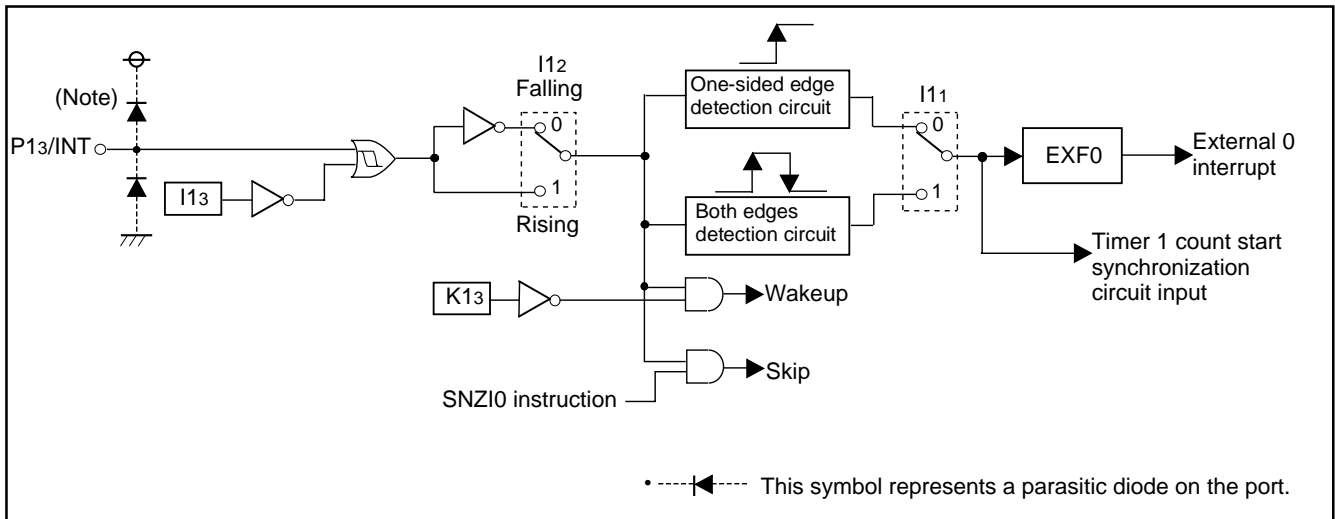 (Note)
P13/INT
I13
I12
Falling
0
1
Rising
One-sided edge
detection circuit
Both edges
detection circuit
I11
0
1
EXF0
External 0
interrupt
Timer 1 count start
synchronization
circuit input
K13
Wakeup
SNZI0 instruction
Skip
This symbol represents a parasitic diode on the port.